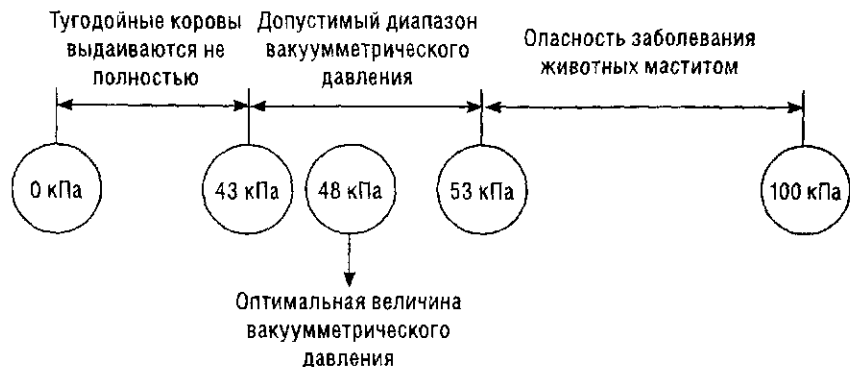 Тугодойные коровы
выдаиваются не
полностью
Допустимый диапазон
вакуумметрического
давления
Опасность заболевания
животных маститом
0 кПа
43 кПа
48 кПа
53 кПа
100 кПа
Оптимальная величина
вакуумметрического
давления